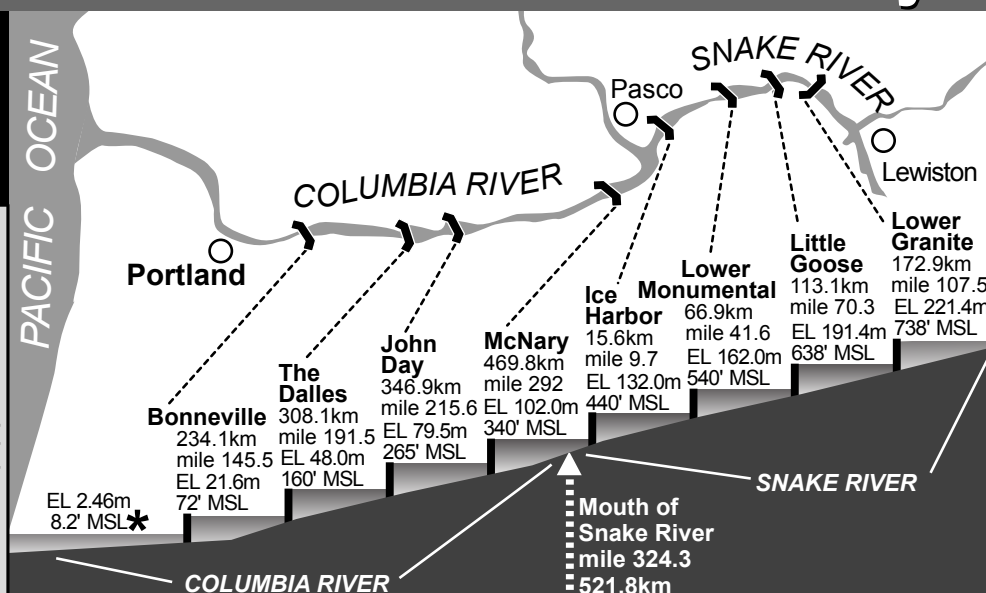 PACIFIC OCEAN
COLUMBIA RIVER
SNAKE RIVER
Pasco
Lewiston
Portland
Bonneville
234.1km
mile 145.5
EL 21.6m
72' MSL
The
Dalles
308.1km
mile 191.5
EL 48.0m
160' MSL
John
Day
346.9km
mile 215.6
EL 79.5m
265' MSL
McNary
469.8km
mile 292
EL 102.0m
340' MSL
Ice
Harbor
15.6km
mile 9.7
EL 132.0m
440' MSL
Lower
Monumental
66.9km
mile 41.6
EL 162.0m
540' MSL
Little
Goose
113.1km
mile 70.3
EL 191.4m
638' MSL
Lower
Granite
172.9km
mile 107.5
EL 221.4m
738' MSL
EL 2.46m
8.2' MSL*
SNAKE RIVER
Mouth of
Snake River
mile 324.3
521.8km
COLUMBIA RIVER